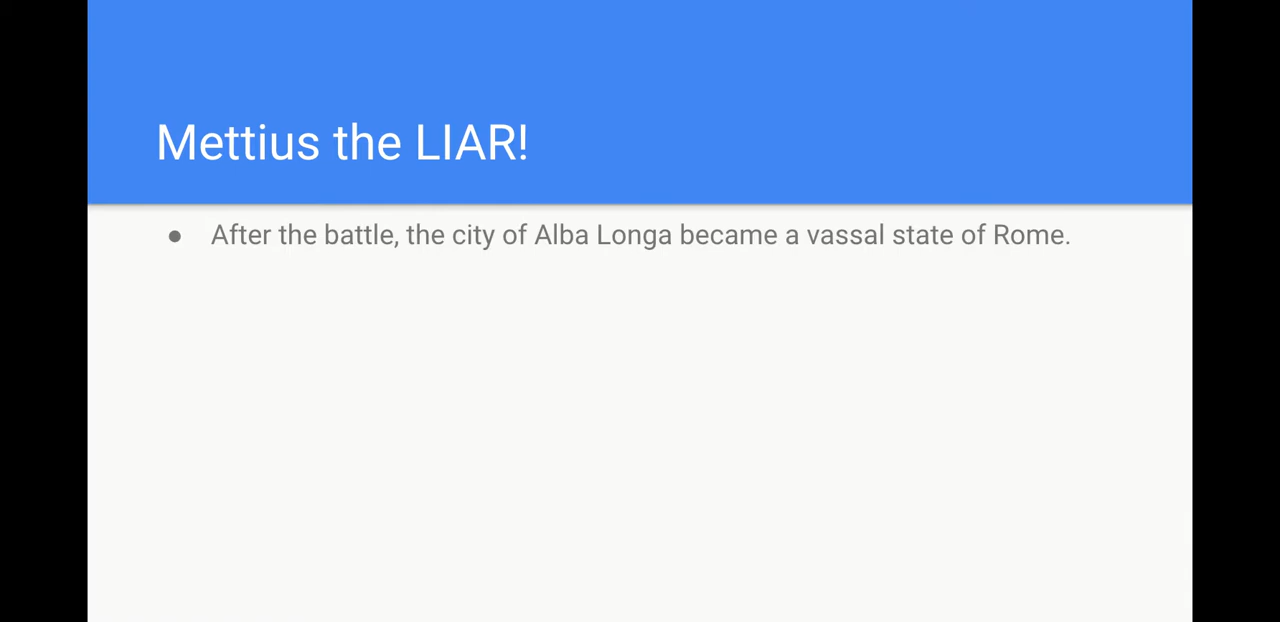 Mettius the LIAR!
● After the battle, the city of Alba Longa became a vassal state of Rome.